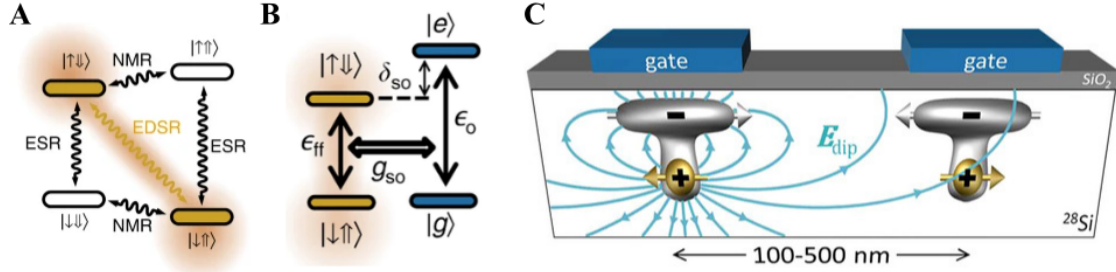 A
|↑⇓⟩
NMR
|↑⇑⟩
ESR
EDSR
ESR
|↓⇓⟩
NMR
|↓⇑⟩
B
|e⟩
|↑⇓⟩
δso
ϵff
gso
ϵo
|↓⇑⟩
|g⟩
C
gate
gate
SiO2
Edip
28Si
100-500 nm